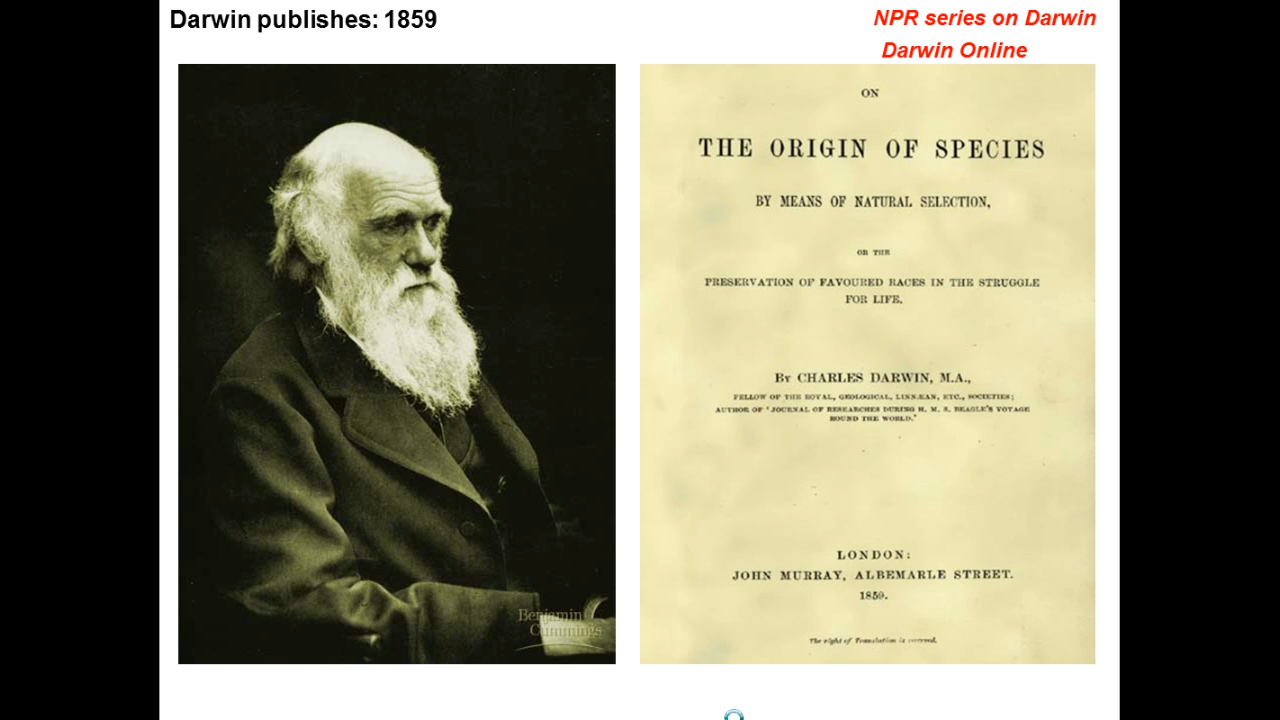 Darwin publishes: 1859
NPR series on Darwin
Darwin Online
Benjamin
Cummings
ON
THE ORIGIN OF SPECIES
BY MEANS OF NATURAL SELECTION,
OR THE
PRESERVATION OF FAVOURED RACES IN THE STRUGGLE
FOR LIFE.
BY CHARLES DARWIN, M.A.,
FELLOW OF THE ROYAL, GEOLOGICAL, LINNÆAN, ETC., SOCIETIES;
AUTHOR OF 'JOURNAL OF RESEARCHES DURING H. M. S. BEAGLE'S VOYAGE
ROUND THE WORLD.'
LONDON:
JOHN MURRAY, ALBEMARLE STREET.
1859.
The right of Translation is reserved.